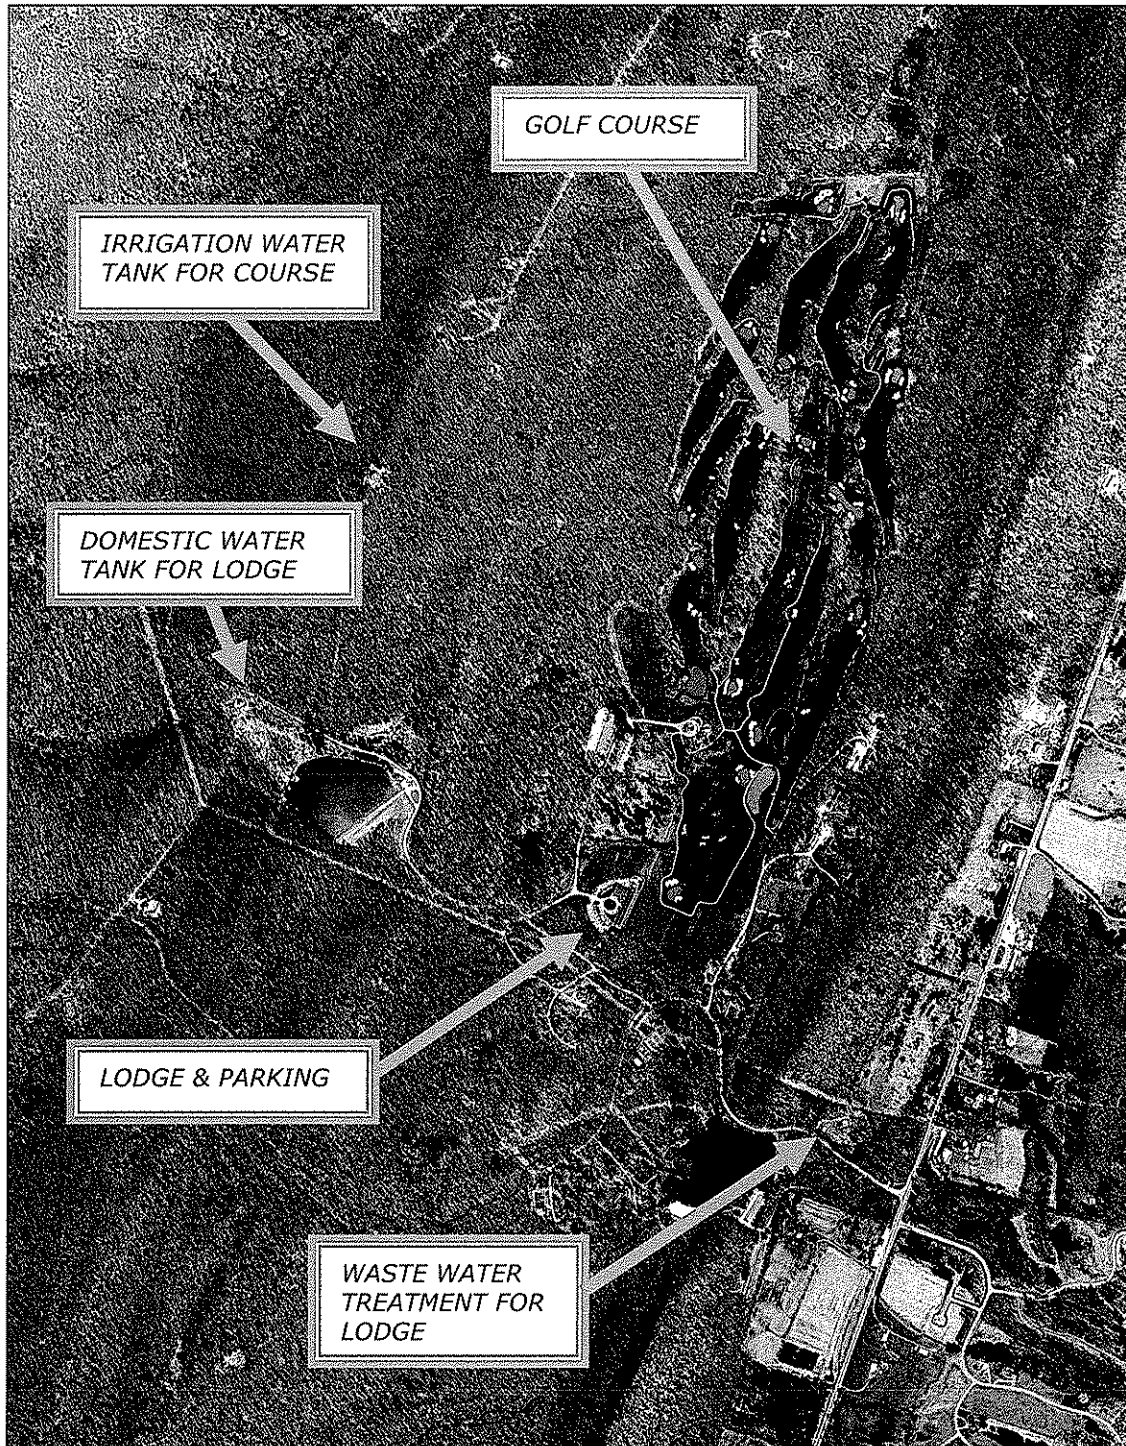 GOLF COURSE
IRRIGATION WATER
TANK FOR COURSE
DOMESTIC WATER
TANK FOR LODGE
LODGE & PARKING
WASTE WATER
TREATMENT FOR
LODGE